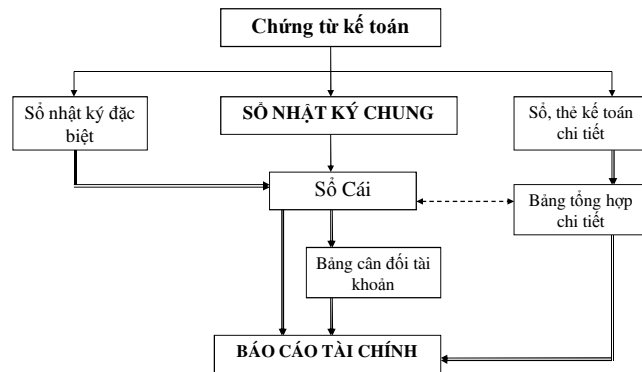 Chứng từ kế toán
Sổ nhật ký đặc
biệt
SỔ NHẬT KÝ CHUNG
Sổ, thẻ kế toán
chi tiết
Sổ Cái
Bảng tổng hợp
chi tiết
Bảng cân đối tài
khoản
BÁO CÁO TÀI CHÍNH